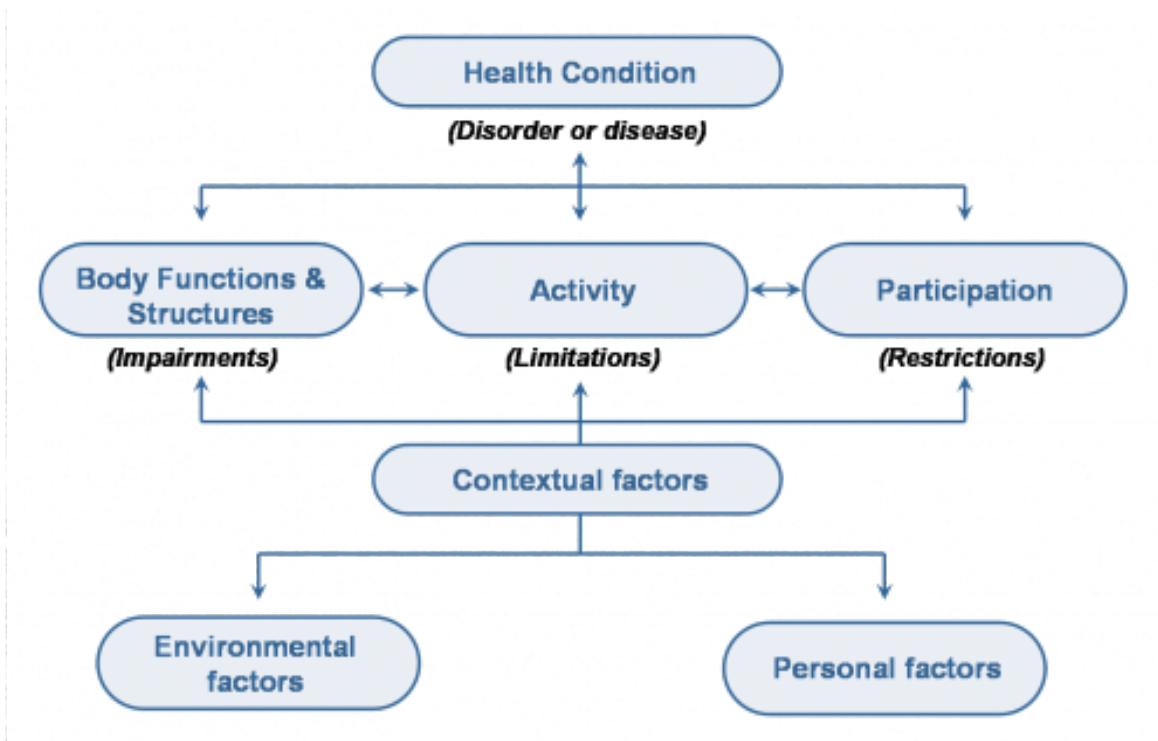 Health Condition
(Disorder or disease)
Body Functions &
Structures
Activity
Participation
(Impairments)
(Limitations)
(Restrictions)
Contextual factors
Environmental
factors
Personal factors